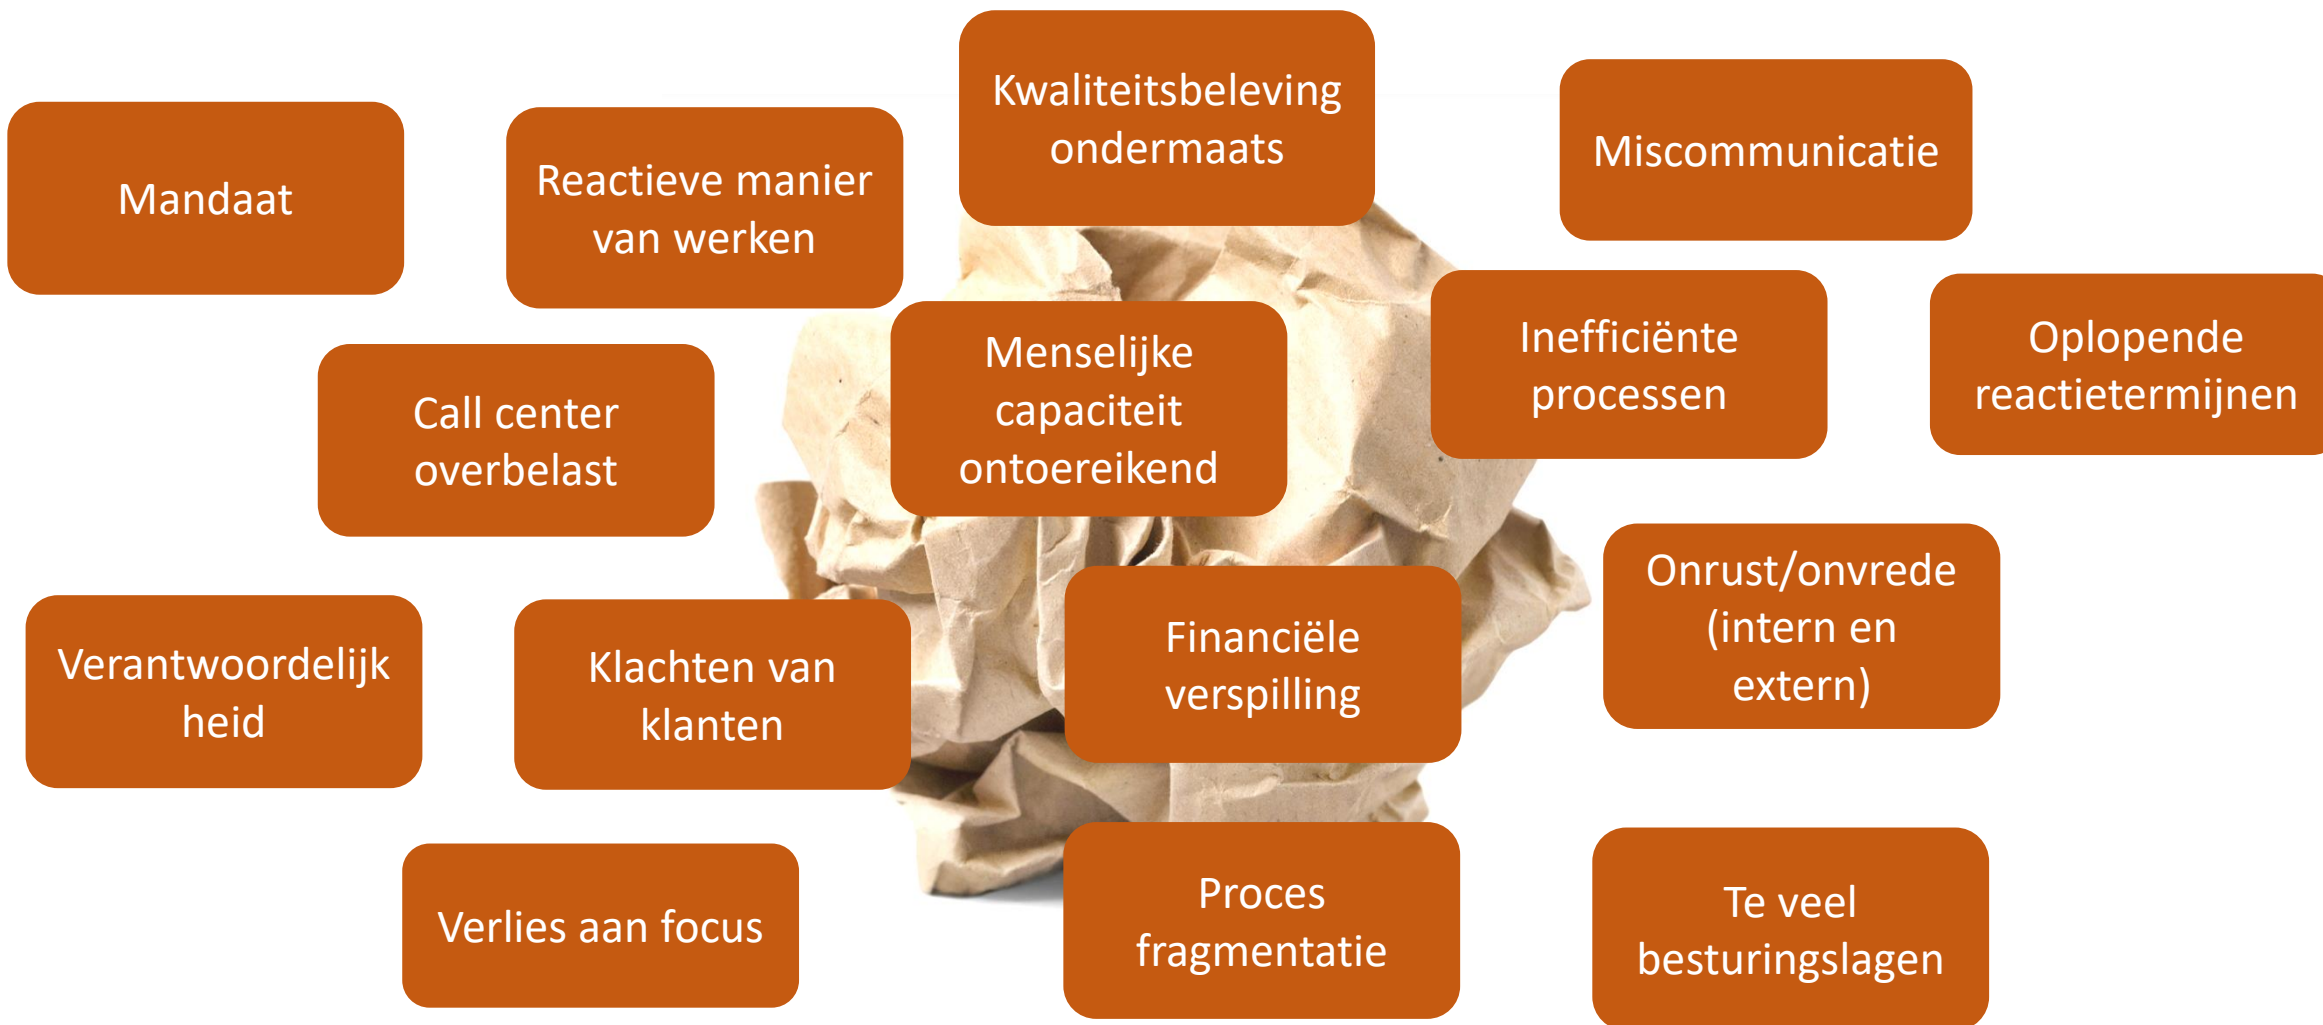 Kwaliteitsbeleving
ondermaats
Miscommunicatie
Mandaat
Reactieve manier
van werken
Menselijke
capaciteit
ontoereikend
Inefficiënte
processen
Oplopende
reactietermijnen
Call center
overbelast
Onrust/onvrede
(intern en
extern)
Verantwoordelijk
heid
Klachten van
klanten
Financiële
verspilling
Verlies aan focus
Proces
fragmentatie
Te veel
besturingslagen